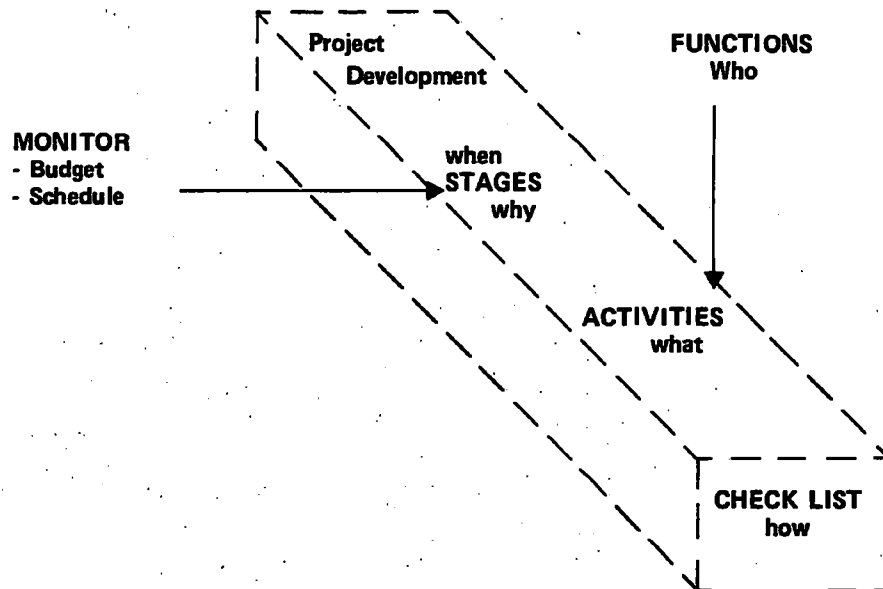 Project
Development
FUNCTIONS
Who
MONITOR
- Budget
- Schedule
when
STAGES
why
ACTIVITIES
what
CHECK LIST
how